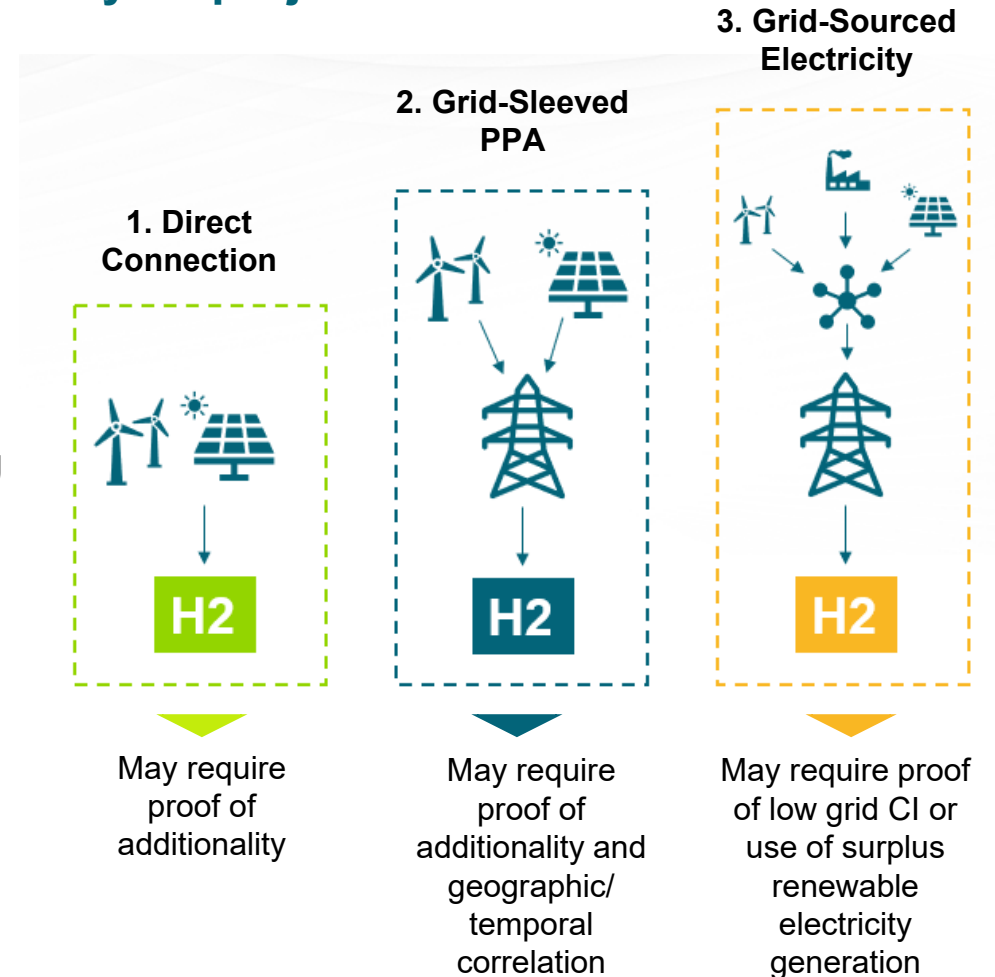 1. Direct
Connection
H2
May require
proof of
additionality
2. Grid-Sleeved
PPA
H2
May require
proof of
additionality and
geographic/
temporal
correlation
3. Grid-Sourced
Electricity
H2
May require proof
of low grid CI or
use of surplus
renewable
electricity
generation